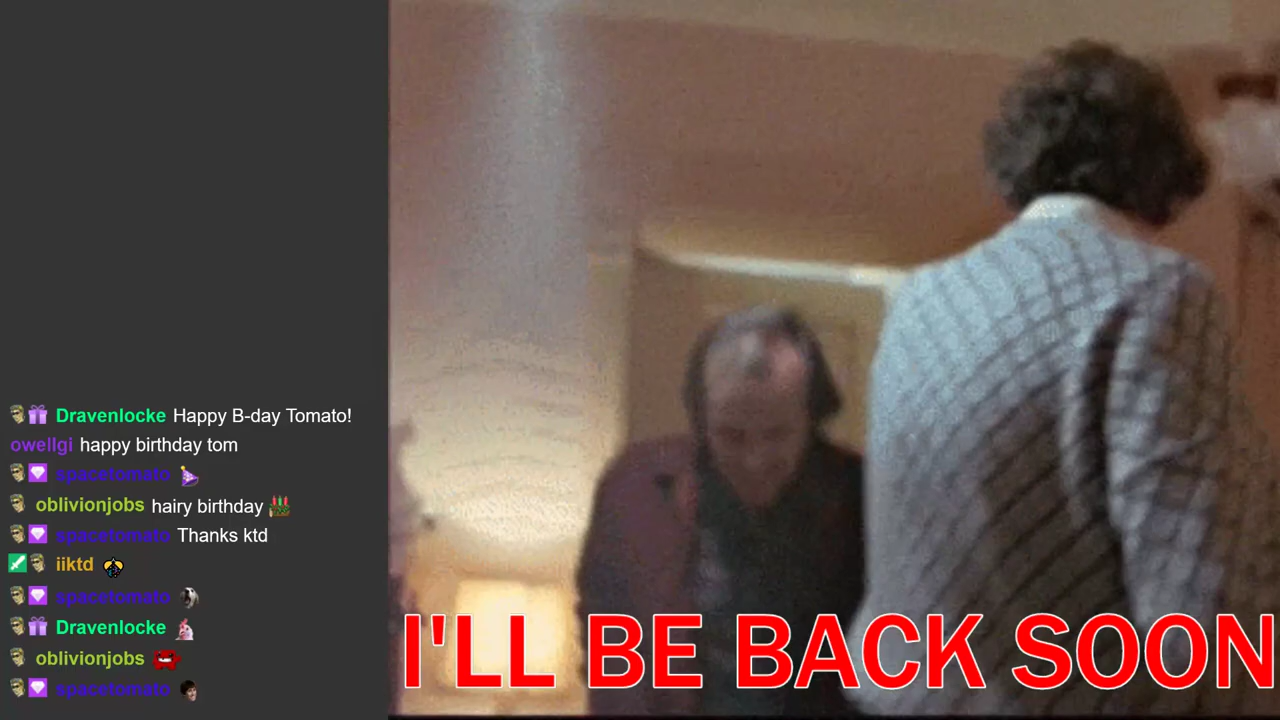 Dravenlocke Happy B-day Tomato!
owellgi happy birthday tom
spacetomato
oblivionjobs hairy birthday
spacetomato Thanks ktd
iiktd
spacetomato
Dravenlocke
oblivionjobs
spacetomato
I'LL BE BACK SOON